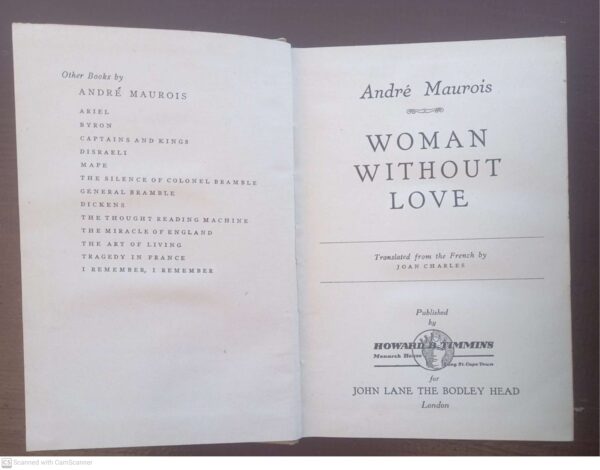 Other Books by
ANDRÉ MAUROIS
ARIEL
BYRON
CAPTAINS AND KINGS
DISRAELI
MAPE
THE SILENCE OF COLONEL BRAMBLE
GENERAL BRAMBLE
DICKENS
THE THOUGHT READING MACHINE
THE MIRACLE OF ENGLAND
THE ART OF LIVING
TRAGEDY IN FRANCE
I REMEMBER, I REMEMBER
André Maurois
WOMAN
WITHOUT
LOVE
Translated from the French by
JOAN CHARLES
Published
by
HOWARD B. TIMMINS
Monarch House
Long St. Cape Town
for
JOHN LANE THE BODLEY HEAD
London
CS Scanned with CamScanner